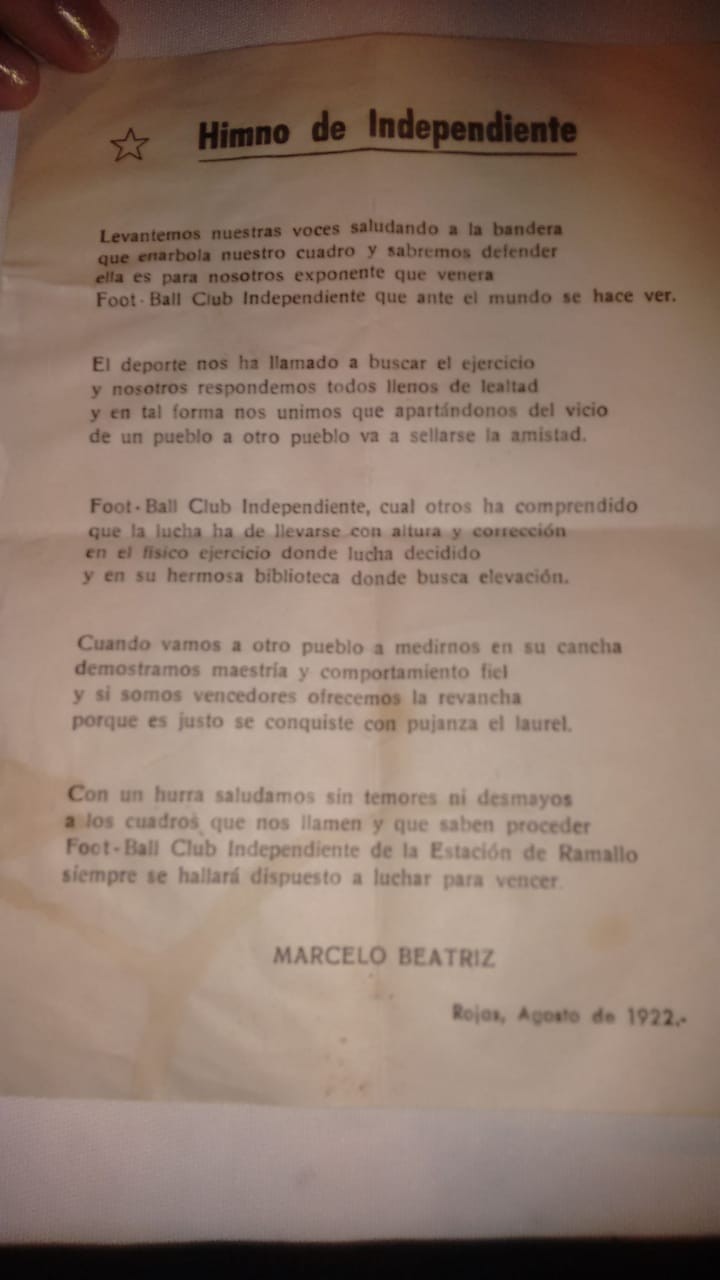 Himno de Independiente
Levantemos nuestras voces saludando a la bandera
que enarbola nuestro cuadro y sabremos defender
ella es para nosotros exponente que venera
Foot-Ball Club Independiente que ante el mundo se hace ver.
El deporte nos ha llamado a buscar el ejercicio
y nosotros respondemos todos llenos de lealtad
y en tal forma nos unimos que apartándonos del vicio
de un pueblo a otro pueblo va a sellarse la amistad.
Foot-Ball Club Independiente, cual otros ha comprendido
que la lucha ha de llevarse con altura y corrección
en el físico ejercicio donde lucha decidido
y en su hermosa biblioteca donde busca elevación.
Cuando vamos a otro pueblo a medirnos en su cancha
demostramos maestría y comportamiento fiel
y si somos vencedores ofrecemos la revancha
porque es justo se conquiste con pujanza el laurel.
Con un hurra saludamos sin temores ni desmayos
a los cuadros que nos llamen y que saben proceder
Foot-Ball Club Independiente de la Estación de Ramallo
siempre se hallará dispuesto a luchar para vencer.
MARCELO BEATRIZ
Rojas, Agosto de 1922.-